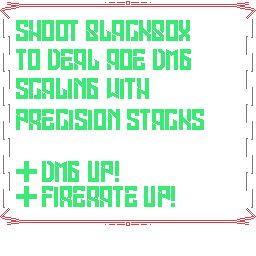 SHOOT BLACKBOX
TO DEAL AOE DMG
SCALING WITH
PRECISION STACKS
+ DMG UP!
+ FIRERATE UP!